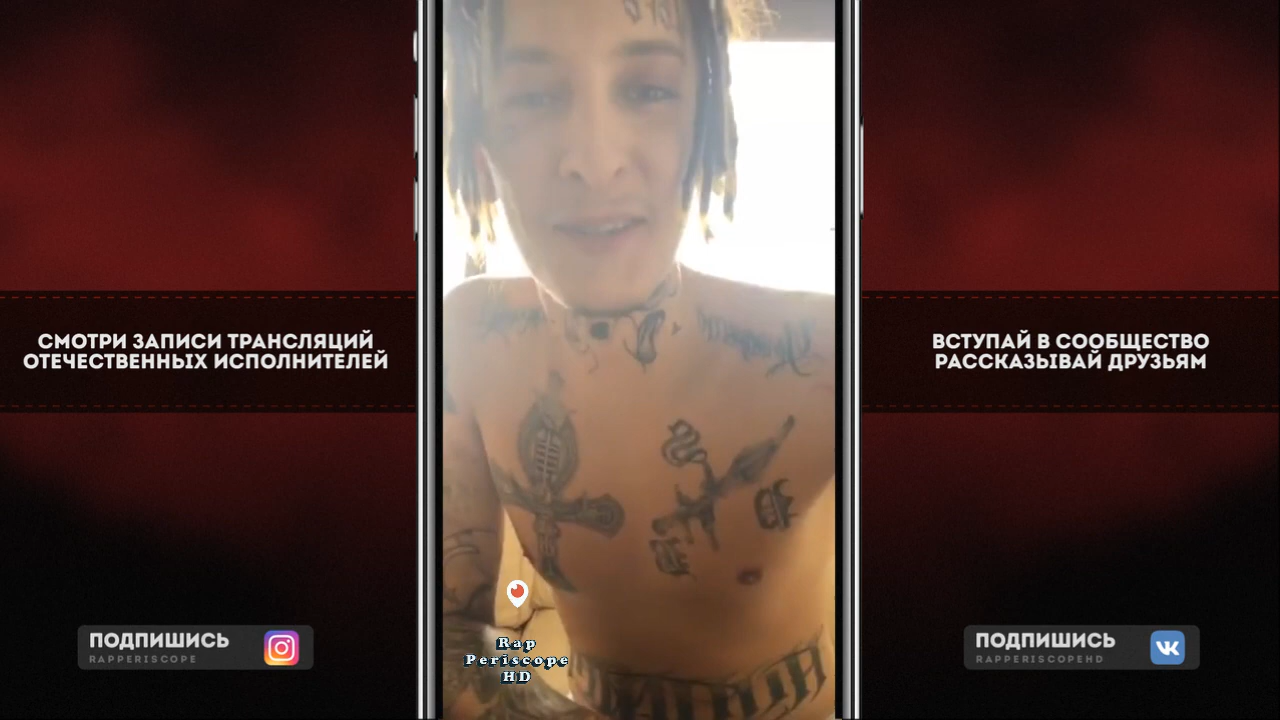 СМОТРИ ЗАПИСИ ТРАНСЛЯЦИЙ
ОТЕЧЕСТВЕННЫХ ИСПОЛНИТЕЛЕЙ
ВСТУПАЙ В СООБЩЕСТВО
РАССКАЗЫВАЙ ДРУЗЬЯМ
Rap
Periscope
HD
ПОДПИШИСЬ
RAPPERISCOPE
ПОДПИШИСЬ
RAPPERISCOPEHD